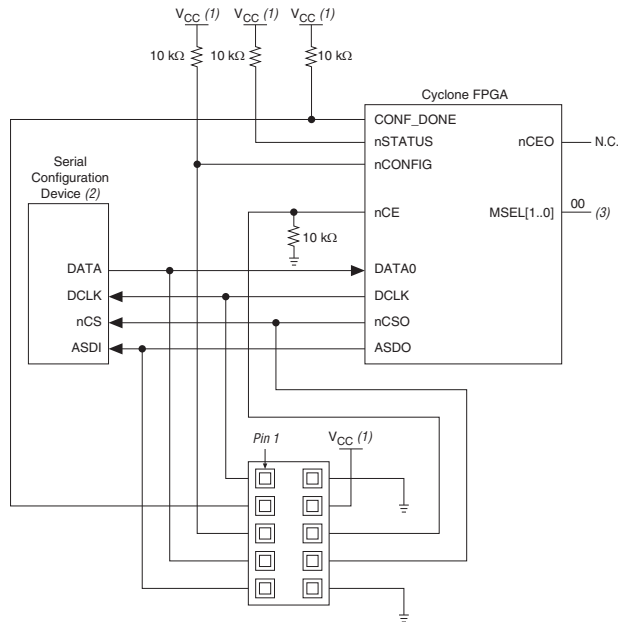 VCC (1) VCC (1) VCC (1)
10 kΩ 10 kΩ 10 kΩ
Cyclone FPGA
CONF_DONE
nSTATUS nCEO N.C.
nCONFIG
Serial
Configuration
Device (2)
nCE MSEL[1..0] 00 (3)
10 kΩ
DATA DATA0
DCLK DCLK
nCS nCSO
ASDI ASDO
Pin 1 VCC (1)